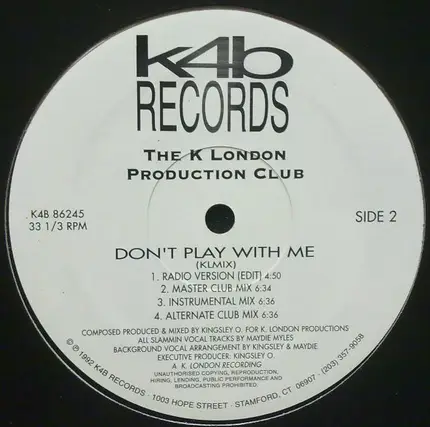 k4b
RECORDS
THE K LONDON
PRODUCTION CLUB
K4B 86245
33 1/3 RPM
SIDE 2
DON'T PLAY WITH ME
(KLMIX)
1. RADIO VERSION (EDIT) 4:50
2. MASTER CLUB MIX 6:34
3. INSTRUMENTAL MIX 6:36
4. ALTERNATE CLUB MIX 6:36
COMPOSED PRODUCED & MIXED BY KINGSLEY O. FOR K. LONDON PRODUCTIONS
ALL SLAMMIN VOCAL TRACKS BY MAYDIE MYLES
BACKGROUND VOCAL ARRANGEMENT BY KINGSLEY & MAYDIE
EXECUTIVE PRODUCER: KINGSLEY O.
A K. LONDON RECORDING
UNAUTHORISED COPYING, REPRODUCTION,
HIRING, LENDING, PUBLIC PERFORMANCE AND
BROADCASTING PROHIBITED.
© ℗ 1992 K4B RECORDS · 1003 HOPE STREET · STAMFORD, CT 06907 · (203) 357-9058